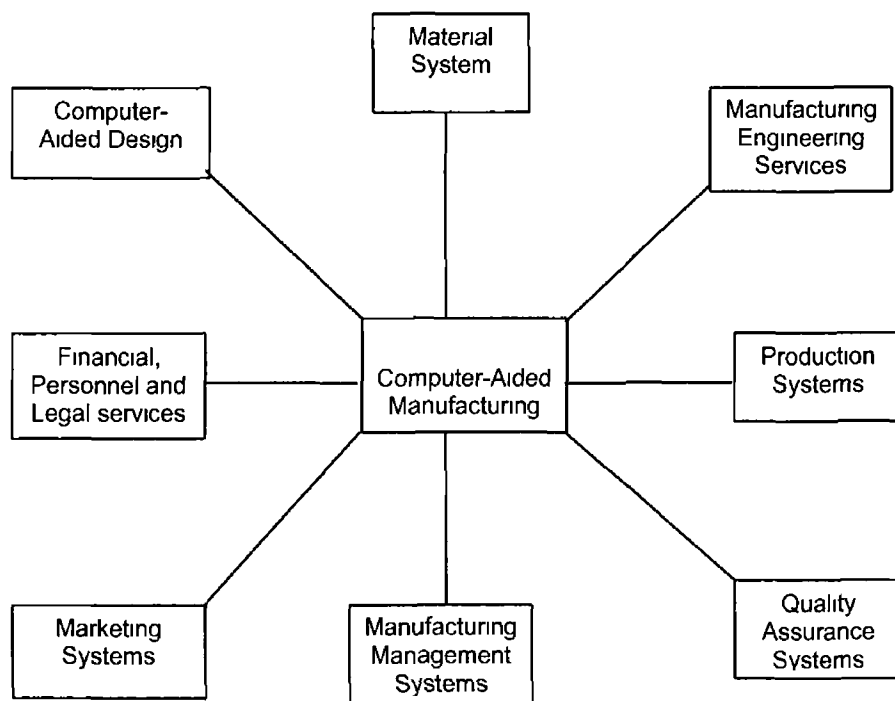 Material
System
Computer-
Aided Design
Manufacturing
Engineering
Services
Financial,
Personnel and
Legal services
Computer-Aided
Manufacturing
Production
Systems
Marketing
Systems
Manufacturing
Management
Systems
Quality
Assurance
Systems